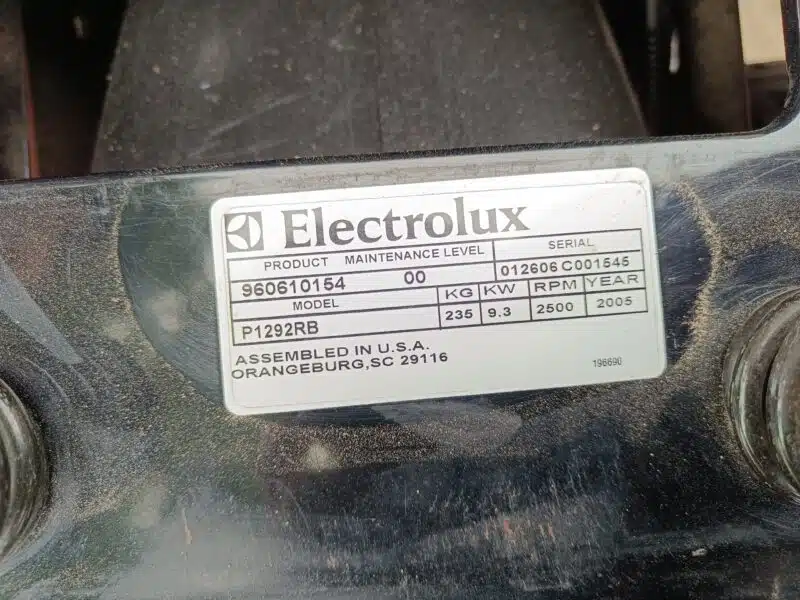 Electrolux
PRODUCT MAINTENANCE LEVEL SERIAL
960610154 00 012606 C001545
MODEL KG KW RPM YEAR
P1292RB 235 9.3 2500 2005
ASSEMBLED IN U.S.A.
ORANGEBURG,SC 29116
196690